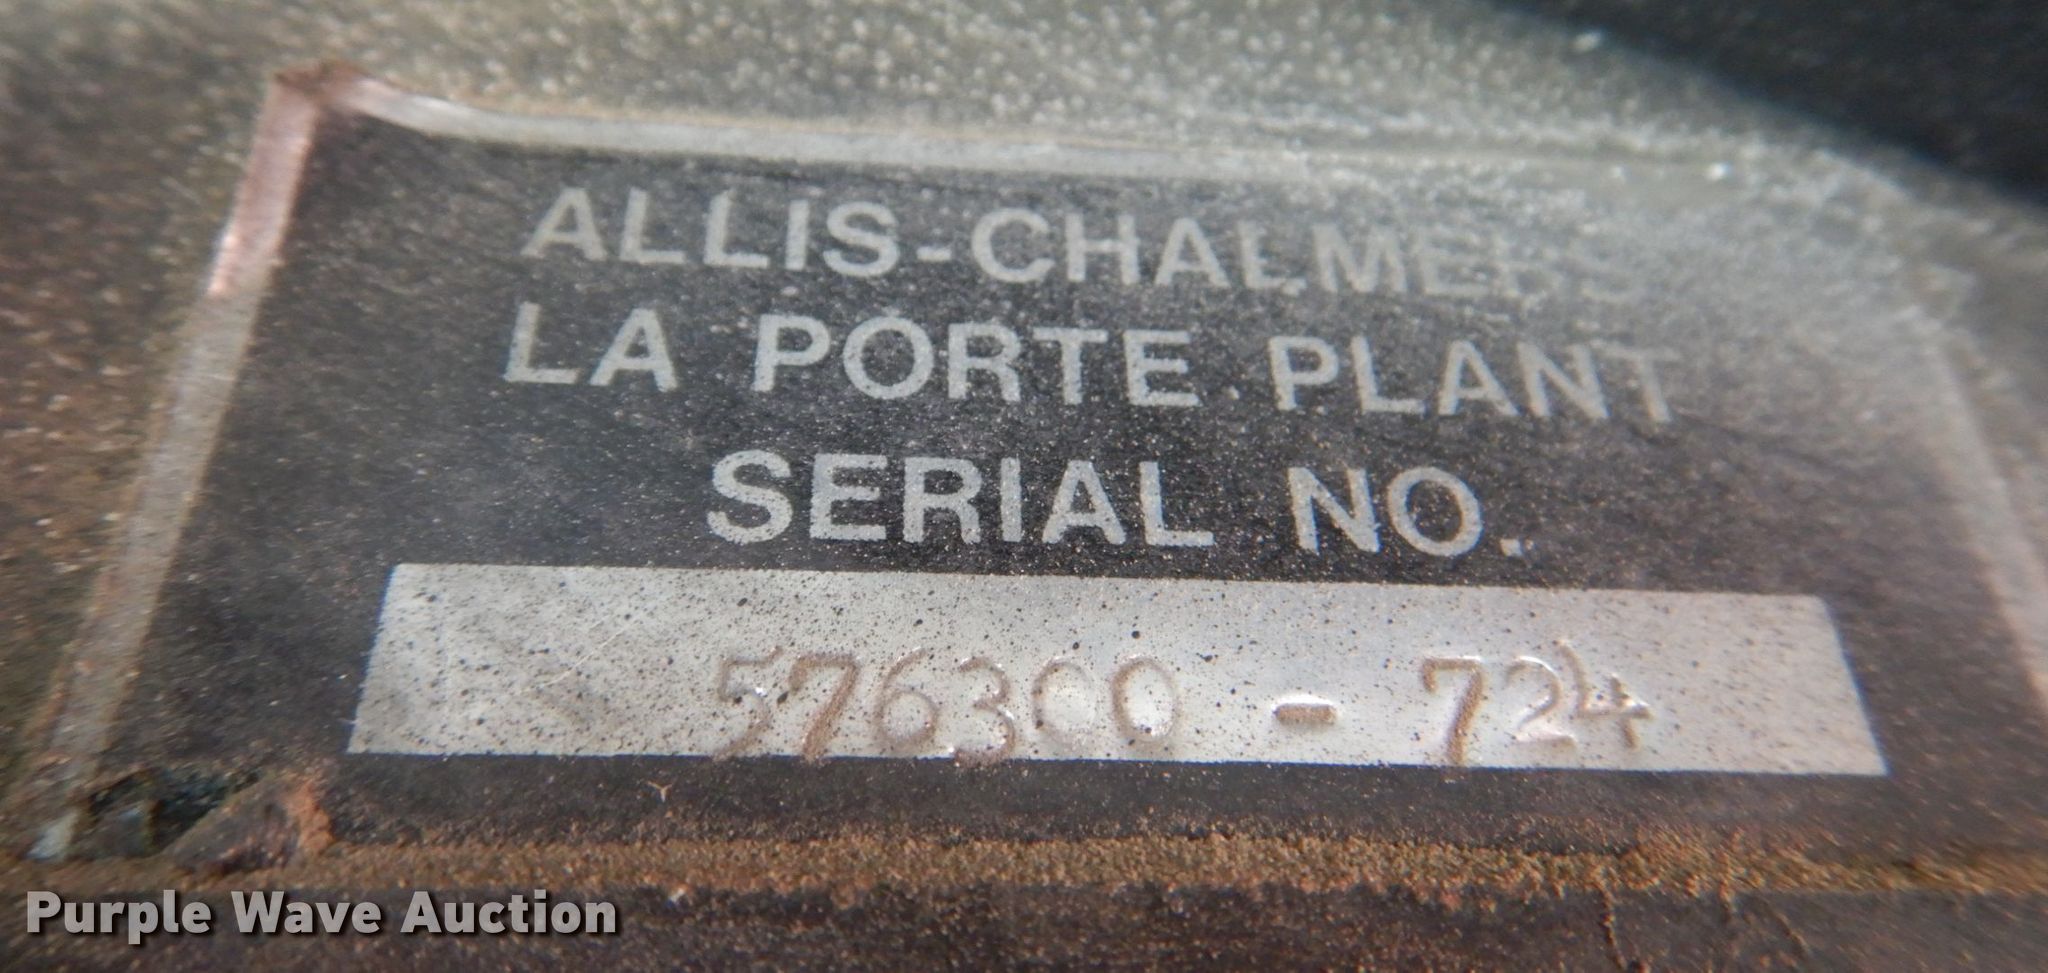 ALLIS-CHALMERS
LA PORTE PLANT
SERIAL NO.
576300 - 724
Purple Wave Auction